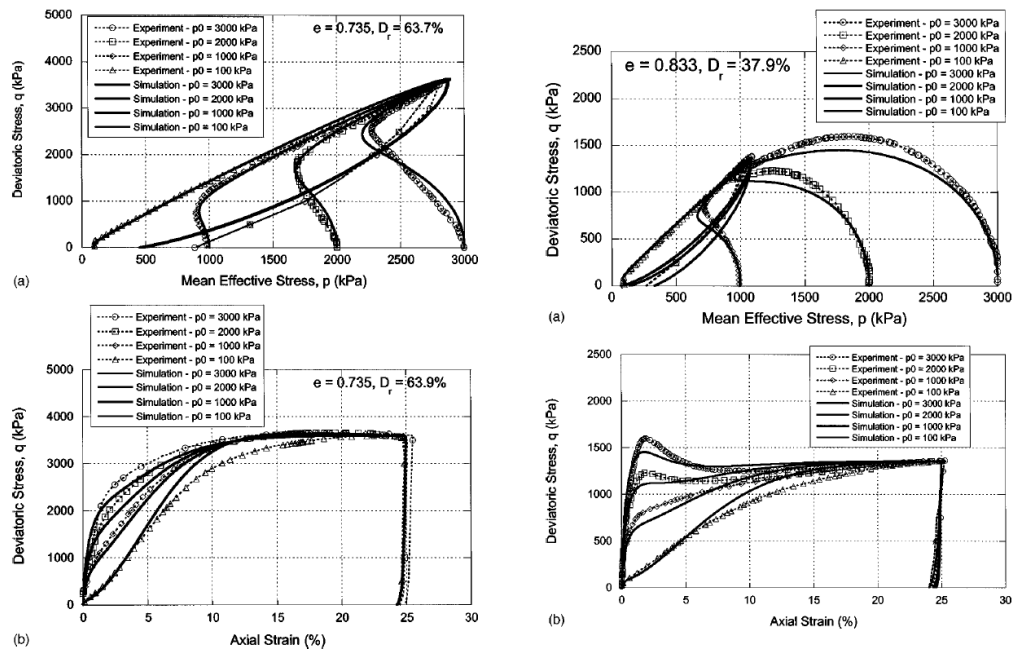 Experiment - p0 = 3000 kPa
Experiment - p0 = 2000 kPa
Experiment - p0 = 1000 kPa
Experiment - p0 = 100 kPa
Simulation - p0 = 3000 kPa
Simulation - p0 = 2000 kPa
Simulation - p0 = 1000 kPa
Simulation - p0 = 100 kPa
e = 0.735, Dr = 63.7%
Deviatoric Stress, q (kPa)
5000
4000
3000
2000
1000
0
0 500 1000 1500 2000 2500 3000
(a)
Mean Effective Stress, p (kPa)
Experiment - p0 = 3000 kPa
Experiment - p0 = 2000 kPa
Experiment - p0 = 1000 kPa
Experiment - p0 = 100 kPa
Simulation - p0 = 3000 kPa
Simulation - p0 = 2000 kPa
Simulation - p0 = 1000 kPa
Simulation - p0 = 100 kPa
e = 0.833, Dr = 37.9%
Deviatoric Stress, q (kPa)
2500
2000
1500
1000
500
0
0 500 1000 1500 2000 2500 3000
(a)
Mean Effective Stress, p (kPa)
Experiment - p0 = 3000 kPa
Experiment - p0 = 2000 kPa
Experiment - p0 = 1000 kPa
Experiment - p0 = 100 kPa
Simulation - p0 = 3000 kPa
Simulation - p0 = 2000 kPa
Simulation - p0 = 1000 kPa
Simulation - p0 = 100 kPa
e = 0.735, Dr = 63.9%
Deviatoric Stress, q (kPa)
5000
4000
3000
2000
1000
0
0 5 10 15 20 25 30
(b)
Axial Strain (%)
Experiment - p0 = 3000 kPa
Experiment - p0 = 2000 kPa
Experiment - p0 = 1000 kPa
Experiment - p0 = 100 kPa
Simulation - p0 = 3000 kPa
Simulation - p0 = 2000 kPa
Simulation - p0 = 1000 kPa
Simulation - p0 = 100 kPa
Deviatoric Stress, q (kPa)
2500
2000
1500
1000
500
0
0 5 10 15 20 25 30
(b)
Axial Strain (%)